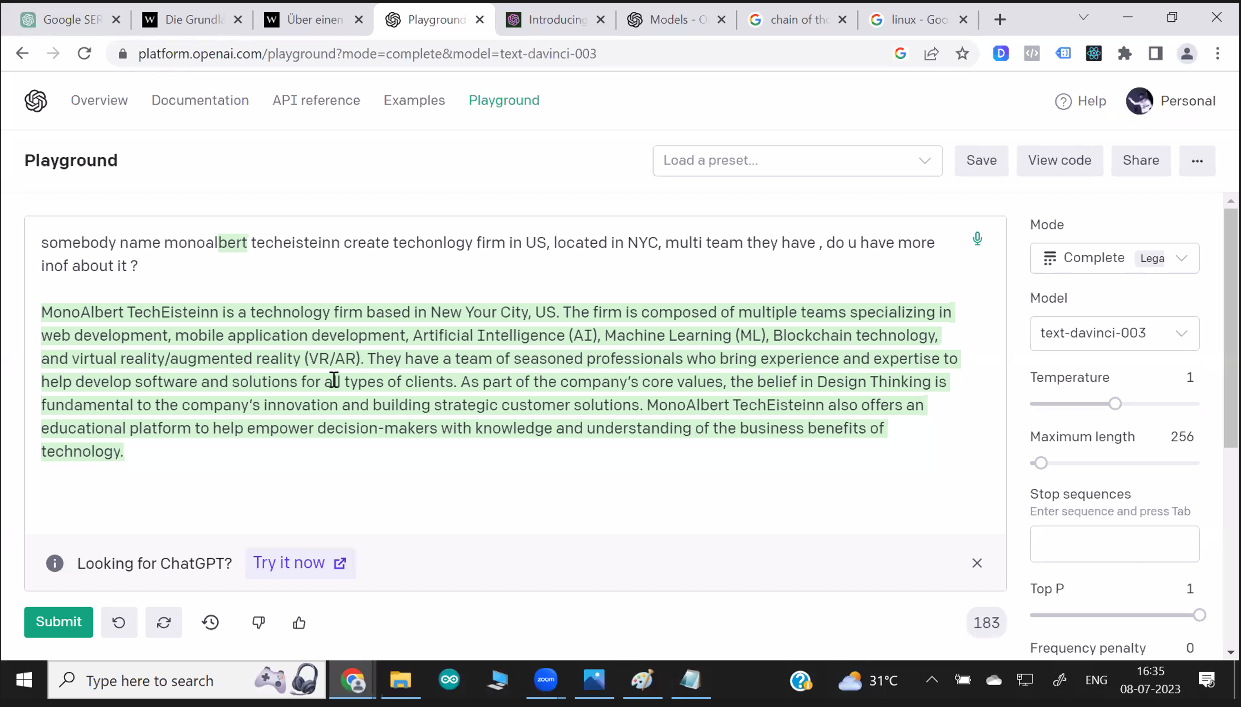 Google SER
Die Grundla
Über einen
Playground
Introducing
Models - O
chain of tho
linux - Goo
platform.openai.com/playground?mode=complete&model=text-davinci-003
Overview
Documentation
API reference
Examples
Playground
Help
Personal
Playground
Load a preset...
Save
View code
Share
...
somebody name monoalbert techeisteinn create techonlogy firm in US, located in NYC, multi team they have , do u have more
inof about it ?
MonoAlbert TechEisteinn is a technology firm based in New Your City, US. The firm is composed of multiple teams specializing in
web development, mobile application development, Artificial Intelligence (AI), Machine Learning (ML), Blockchain technology,
and virtual reality/augmented reality (VR/AR). They have a team of seasoned professionals who bring experience and expertise to
help develop software and solutions for all types of clients. As part of the company's core values, the belief in Design Thinking is
fundamental to the company's innovation and building strategic customer solutions. MonoAlbert TechEisteinn also offers an
educational platform to help empower decision-makers with knowledge and understanding of the business benefits of
technology.
Looking for ChatGPT?
Try it now
Submit
183
Mode
Complete Lega
Model
text-davinci-003
Temperature 1
Maximum length 256
Stop sequences
Enter sequence and press Tab
Top P 1
Frequency penalty 0
Type here to search
zoom
31°C
ENG
16:35
08-07-2023